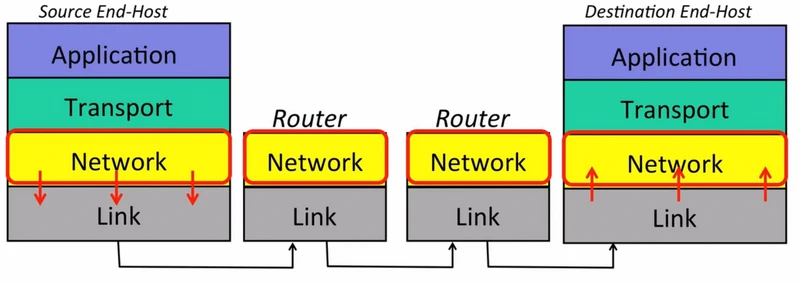 Source End-Host
Destination End-Host
Application
Application
Transport
Transport
Router
Router
Network
Network
Network
Network
Link
Link
Link
Link